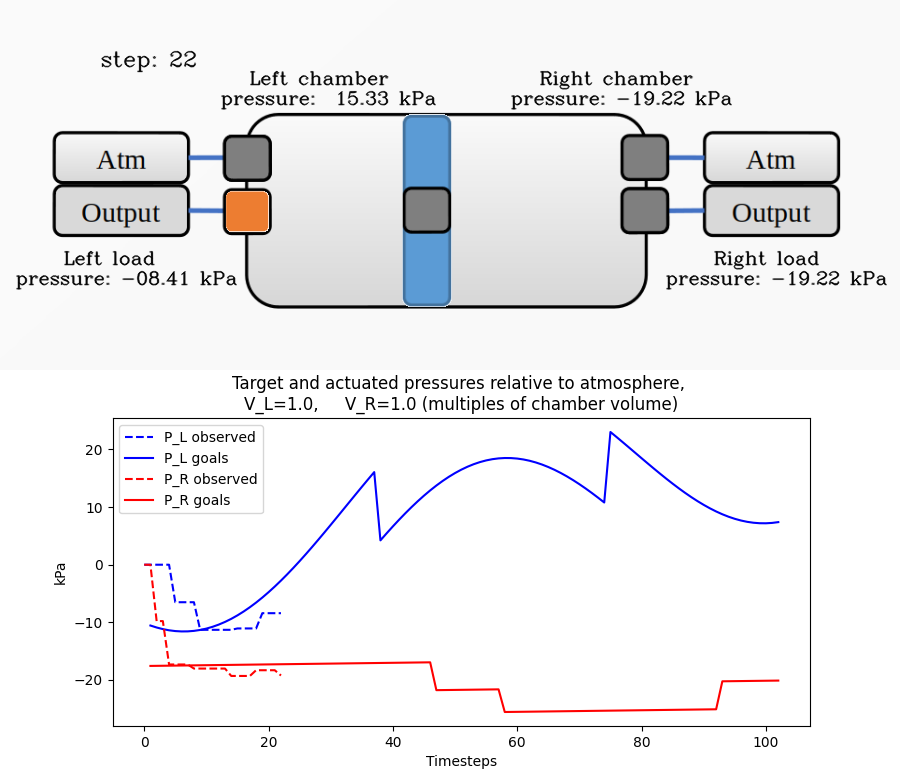 step: 22
Left chamber
pressure:  15.33 kPa
Right chamber
pressure: −19.22 kPa
Atm
Output
Atm
Output
Left load
pressure: −08.41 kPa
Right load
pressure: −19.22 kPa
Target and actuated pressures relative to atmosphere,
V_L=1.0,     V_R=1.0 (multiples of chamber volume)
P_L observed
P_L goals
P_R observed
P_R goals
kPa
20
10
0
−10
−20
0 20 40 60 80 100
Timesteps